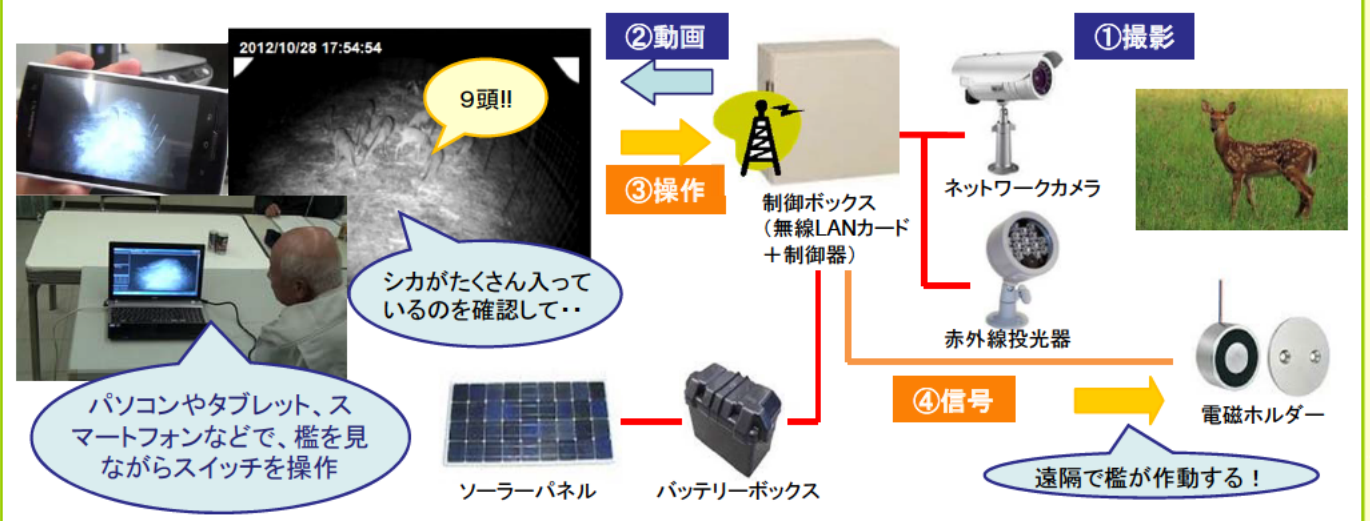 2012/10/28 17:54:54
9頭!!
②動画
①撮影
③操作
制御ボックス
（無線LANカード
＋制御器）
ネットワークカメラ
シカがたくさん入って
いるのを確認して・・
赤外線投光器
パソコンやタブレット、ス
マートフォンなどで、檻を見
ながらスイッチを操作
④信号
電磁ホルダー
ソーラーパネル
バッテリーボックス
遠隔で檻が作動する！